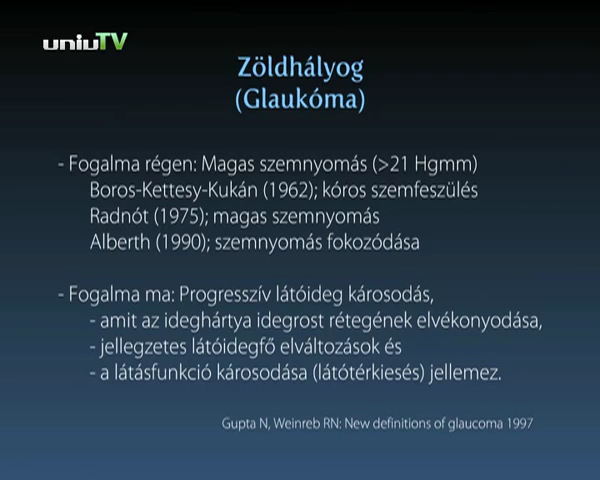 uniuTV
Zöldhályog
(Glaukóma)
- Fogalma régen: Magas szemnyomás (>21 Hgmm)
Boros-Kettesy-Kukán (1962); kóros szemfeszülés
Radnót (1975); magas szemnyomás
Alberth (1990); szemnyomás fokozódása
- Fogalma ma: Progresszív látóideg károsodás,
- amit az ideghártya idegrost rétegének elvékonyodása,
- jellegzetes látóidegfő elváltozások és
- a látásfunkció károsodása (látótérkiesés) jellemez.
Gupta N, Weinreb RN: New definitions of glaucoma 1997